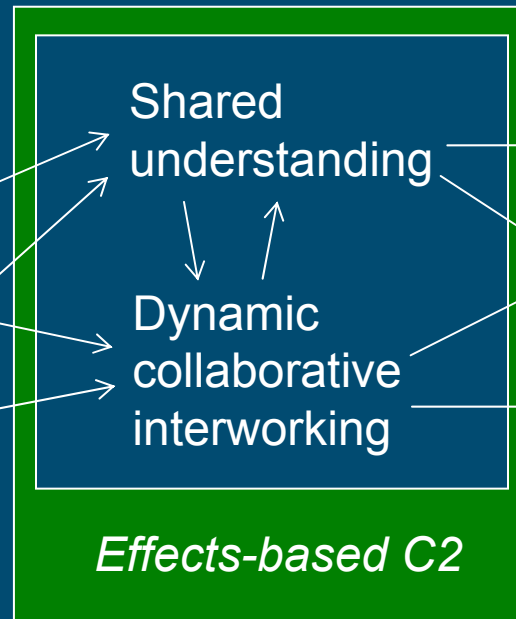 Shared
understanding
Dynamic
collaborative
interworking
Effects-based C2